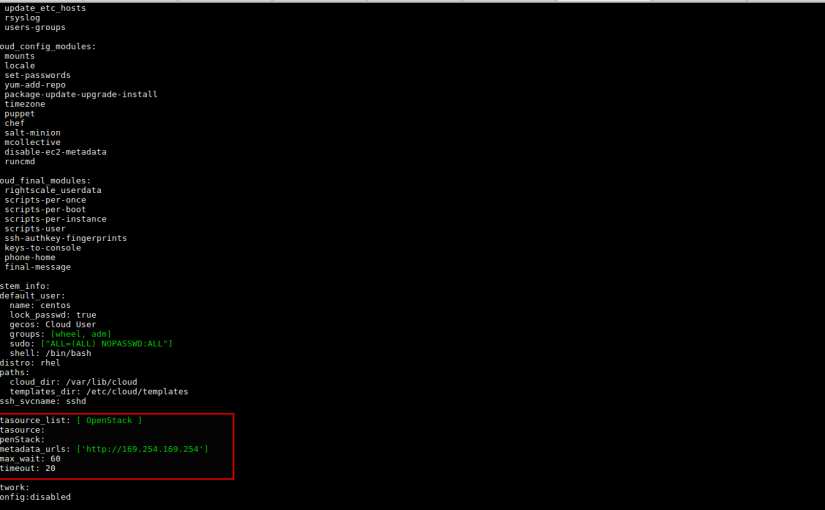 update_etc_hosts
rsyslog
users-groups
oud_config_modules:
mounts
locale
set-passwords
yum-add-repo
package-update-upgrade-install
timezone
puppet
chef
salt-minion
mcollective
disable-ec2-metadata
runcmd
oud_final_modules:
rightscale_userdata
scripts-per-once
scripts-per-boot
scripts-per-instance
scripts-user
ssh-authkey-fingerprints
keys-to-console
phone-home
final-message
stem_info:
default_user:
name: centos
lock_passwd: true
gecos: Cloud User
groups: [wheel, adm]
sudo: ["ALL=(ALL) NOPASSWD:ALL"]
shell: /bin/bash
distro: rhel
paths:
cloud_dir: /var/lib/cloud
templates_dir: /etc/cloud/templates
ssh_svcname: sshd
tasource_list: [ OpenStack ]
tasource:
penStack:
metadata_urls: ['http://169.254.169.254']
max_wait: 60
timeout: 20
twork:
onfig:disabled